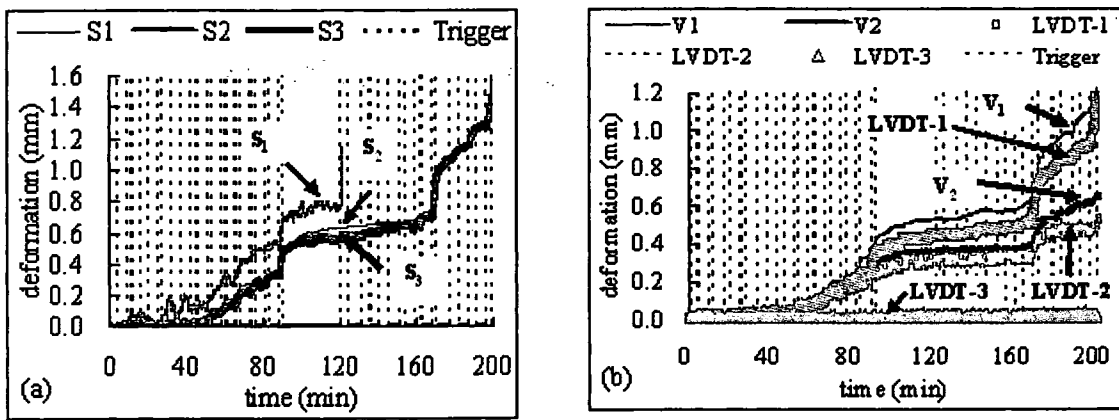 S1 S2 S3 Trigger
1.6
1.4
1.2
1.0
0.8
0.6
0.4
0.2
0.0
deformation (mm)
S1
S2
S3
0 40 80 120 160 200
time (min)
(a)
V1 V2 LVDT-1
LVDT-2 LVDT-3 Trigger
1.2
1.0
0.8
0.6
0.4
0.2
0.0
deformation (mm)
V1
LVDT-1
V2
LVDT-3
LVDT-2
0 40 80 120 160 200
time (min)
(b)